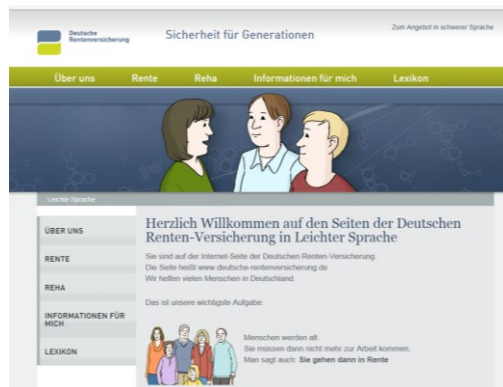 Deutsche
Rentenversicherung
Sicherheit für Generationen
Zum Angebot in schwerer Sprache
Über uns Rente Reha Informationen für mich Lexikon
Leichte Sprache
ÜBER UNS
RENTE
REHA
INFORMATIONEN FÜR
MICH
LEXIKON
Herzlich Willkommen auf den Seiten der Deutschen
Renten-Versicherung in Leichter Sprache
Sie sind auf der Internet-Seite der Deutschen Renten-Versicherung.
Die Seite heißt www.deutsche-rentenversicherung.de
Wir helfen vielen Menschen in Deutschland.
Das ist unsere wichtigste Aufgabe:
Menschen werden alt.
Sie müssen dann nicht mehr zur Arbeit kommen.
Man sagt auch: Sie gehen dann in Rente